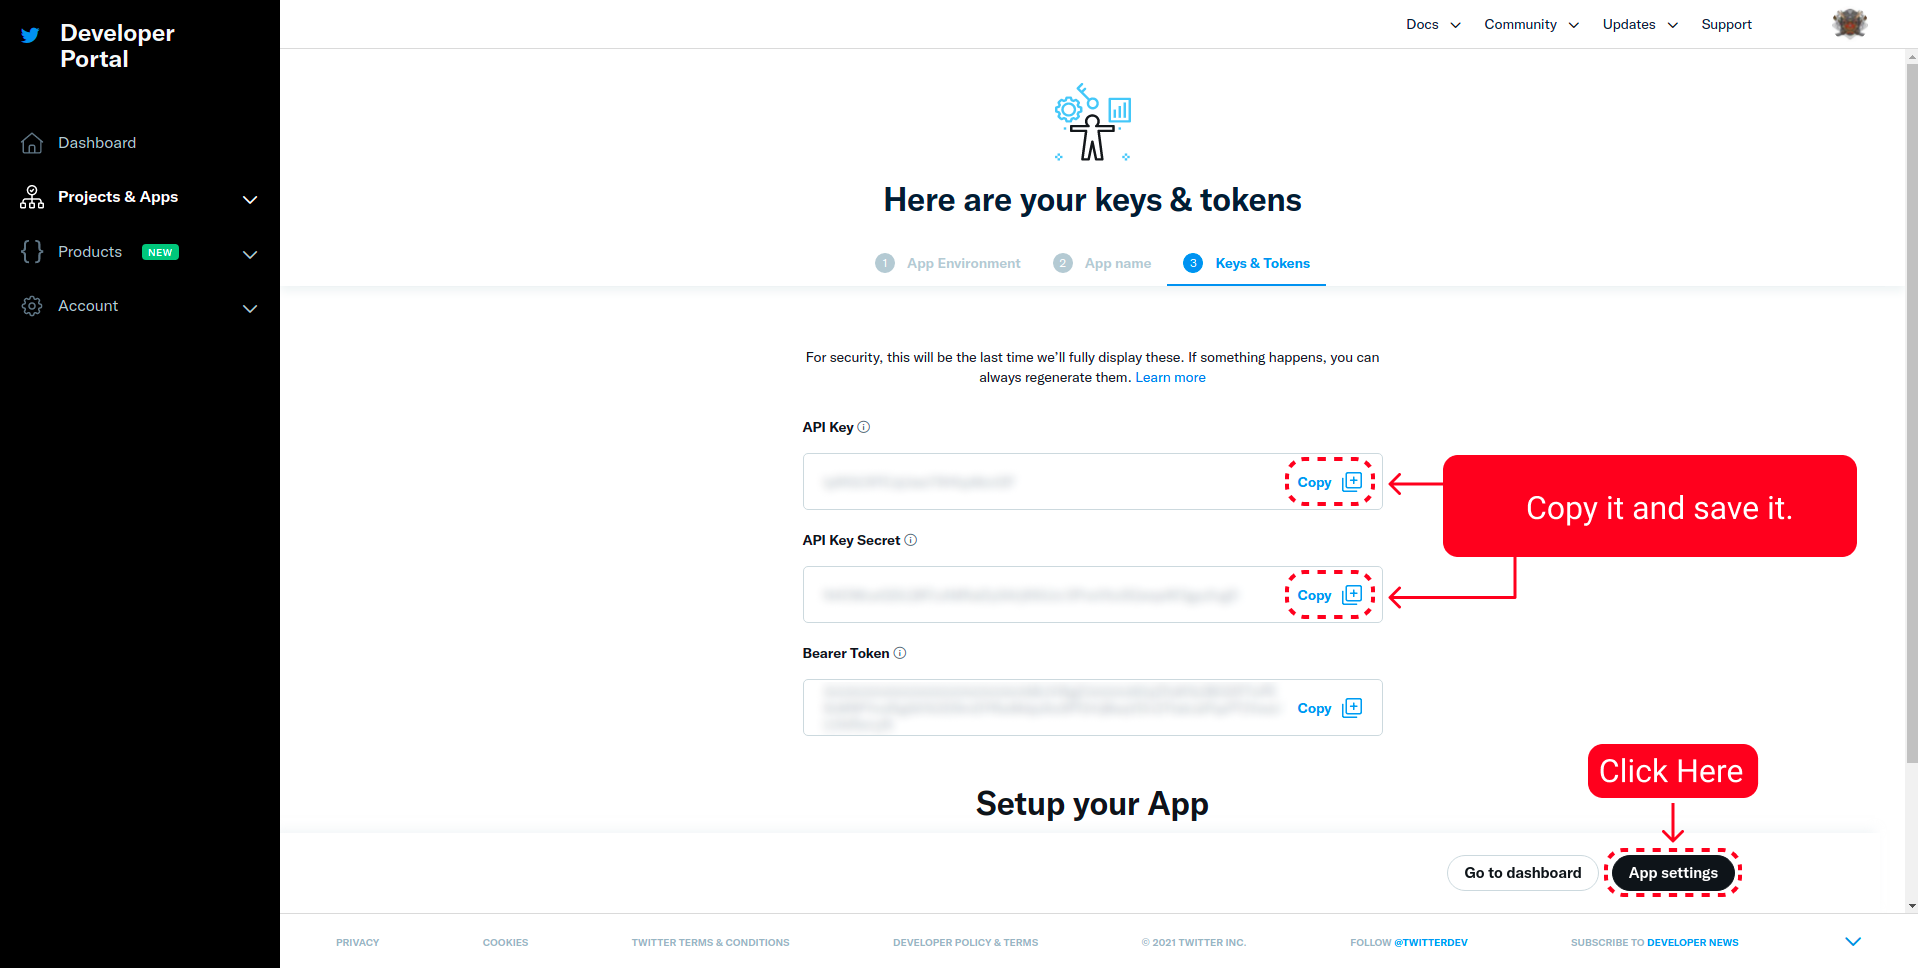 Developer
Portal
Docs
Community
Updates
Support
Dashboard
Projects & Apps
Products NEW
Account
Here are your keys & tokens
1 App Environment
2 App name
3 Keys & Tokens
For security, this will be the last time we’ll fully display these. If something happens, you can
always regenerate them. Learn more
API Key
Copy
Copy it and save it.
API Key Secret
Copy
Bearer Token
Copy
Click Here
Setup your App
Go to dashboard
App settings
PRIVACY
COOKIES
TWITTER TERMS & CONDITIONS
DEVELOPER POLICY & TERMS
© 2021 TWITTER INC.
FOLLOW @TWITTERDEV
SUBSCRIBE TO DEVELOPER NEWS